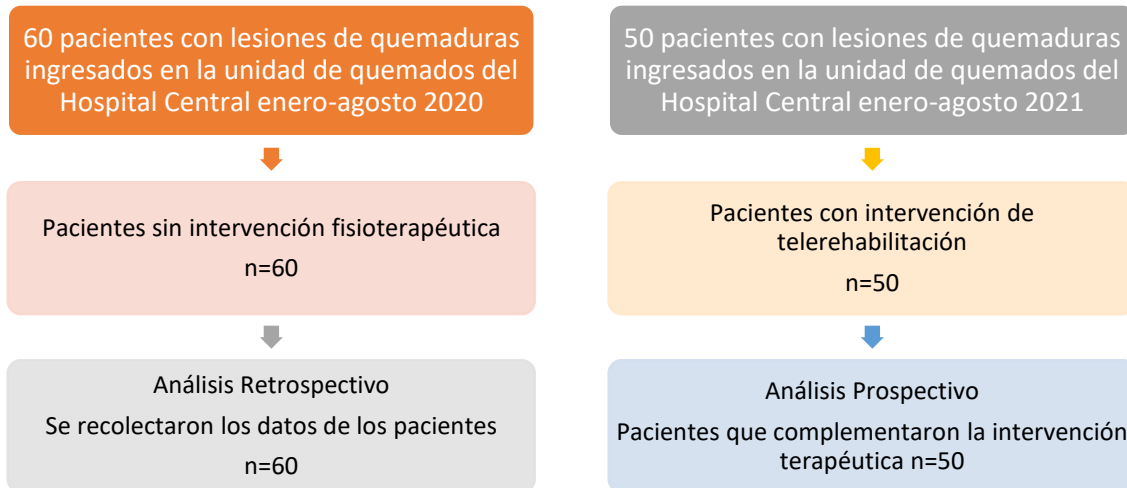 60 pacientes con lesiones de quemaduras
ingresados en la unidad de quemados del
Hospital Central enero-agosto 2020
Pacientes sin intervención fisioterapéutica
n=60
Análisis Retrospectivo
Se recolectaron los datos de los pacientes
n=60
50 pacientes con lesiones de quemaduras
ingresados en la unidad de quemados del
Hospital Central enero-agosto 2021
Pacientes con intervención de
telerehabilitación
n=50
Análisis Prospectivo
Pacientes que complementaron la intervención
terapéutica n=50